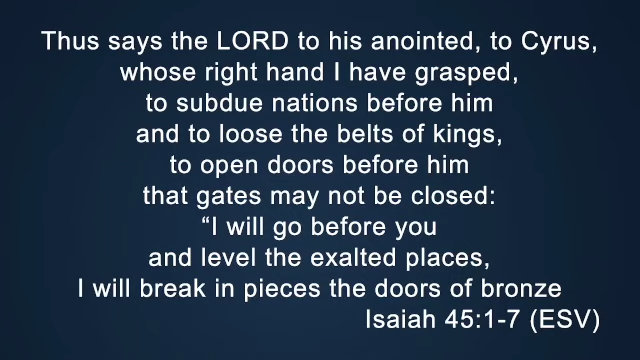 Thus says the LORD to his anointed, to Cyrus,
whose right hand I have grasped,
to subdue nations before him
and to loose the belts of kings,
to open doors before him
that gates may not be closed:
“I will go before you
and level the exalted places,
I will break in pieces the doors of bronze
Isaiah 45:1-7 (ESV)